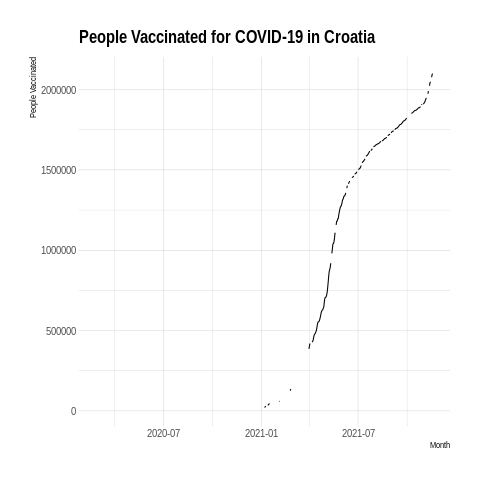 People Vaccinated for COVID-19 in Croatia
People Vaccinated
2000000
1500000
1000000
500000
0
2020-07 2021-01 2021-07
Month